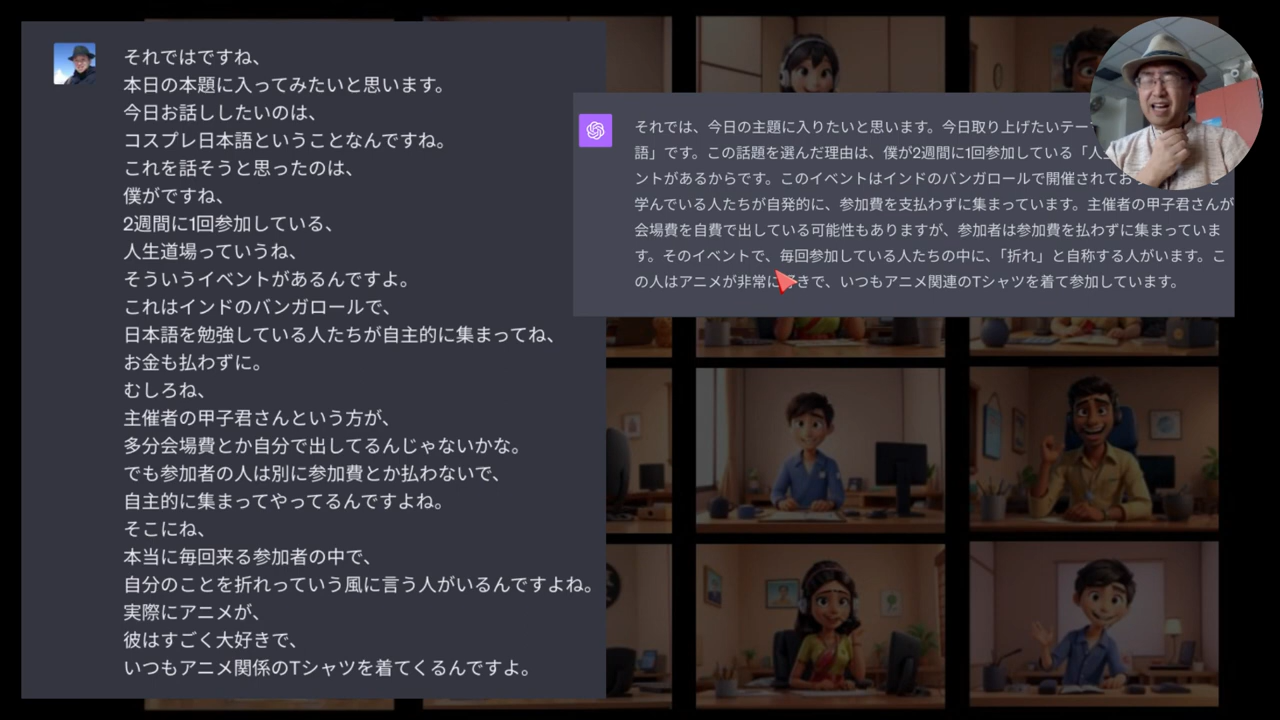 それではですね、
本日の本題に入ってみたいと思います。
今日お話ししたいのは、
コスプレ日本語ということなんですね。
これを話そうと思ったのは、
僕がですね、
2週間に1回参加している、
人生道場っていうね、
そういうイベントがあるんですよ。
これはインドのバンガロールで、
日本語を勉強している人たちが自主的に集まってね、
お金も払わずに。
むしろね、
主催者の甲子君さんという方が、
多分会場費とか自分で出してるんじゃないかな。
でも参加者の人は別に参加費とか払わないで、
自主的に集まってやってるんですよね。
そこにね、
本当に毎回来る参加者の中で、
自分のことを折れっていう風に言う人がいるんですよね。
実際にアニメが、
彼はすごく大好きで、
いつもアニメ関係のTシャツを着てくるんですよ。
それでは、今日の主題に入りたいと思います。今日取り上げたいテー
語」です。この話題を選んだ理由は、僕が2週間に1回参加している「人
ントがあるからです。このイベントはインドのバンガロールで開催されてお
学んでいる人たちが自発的に、参加費を支払わずに集まっています。主催者の甲子君さんが
会場費を自費で出している可能性もありますが、参加者は参加費を払わずに集まっていま
す。そのイベントで、毎回参加している人たちの中に、「折れ」と自称する人がいます。こ
の人はアニメが非常に好きで、いつもアニメ関連のTシャツを着て参加しています。